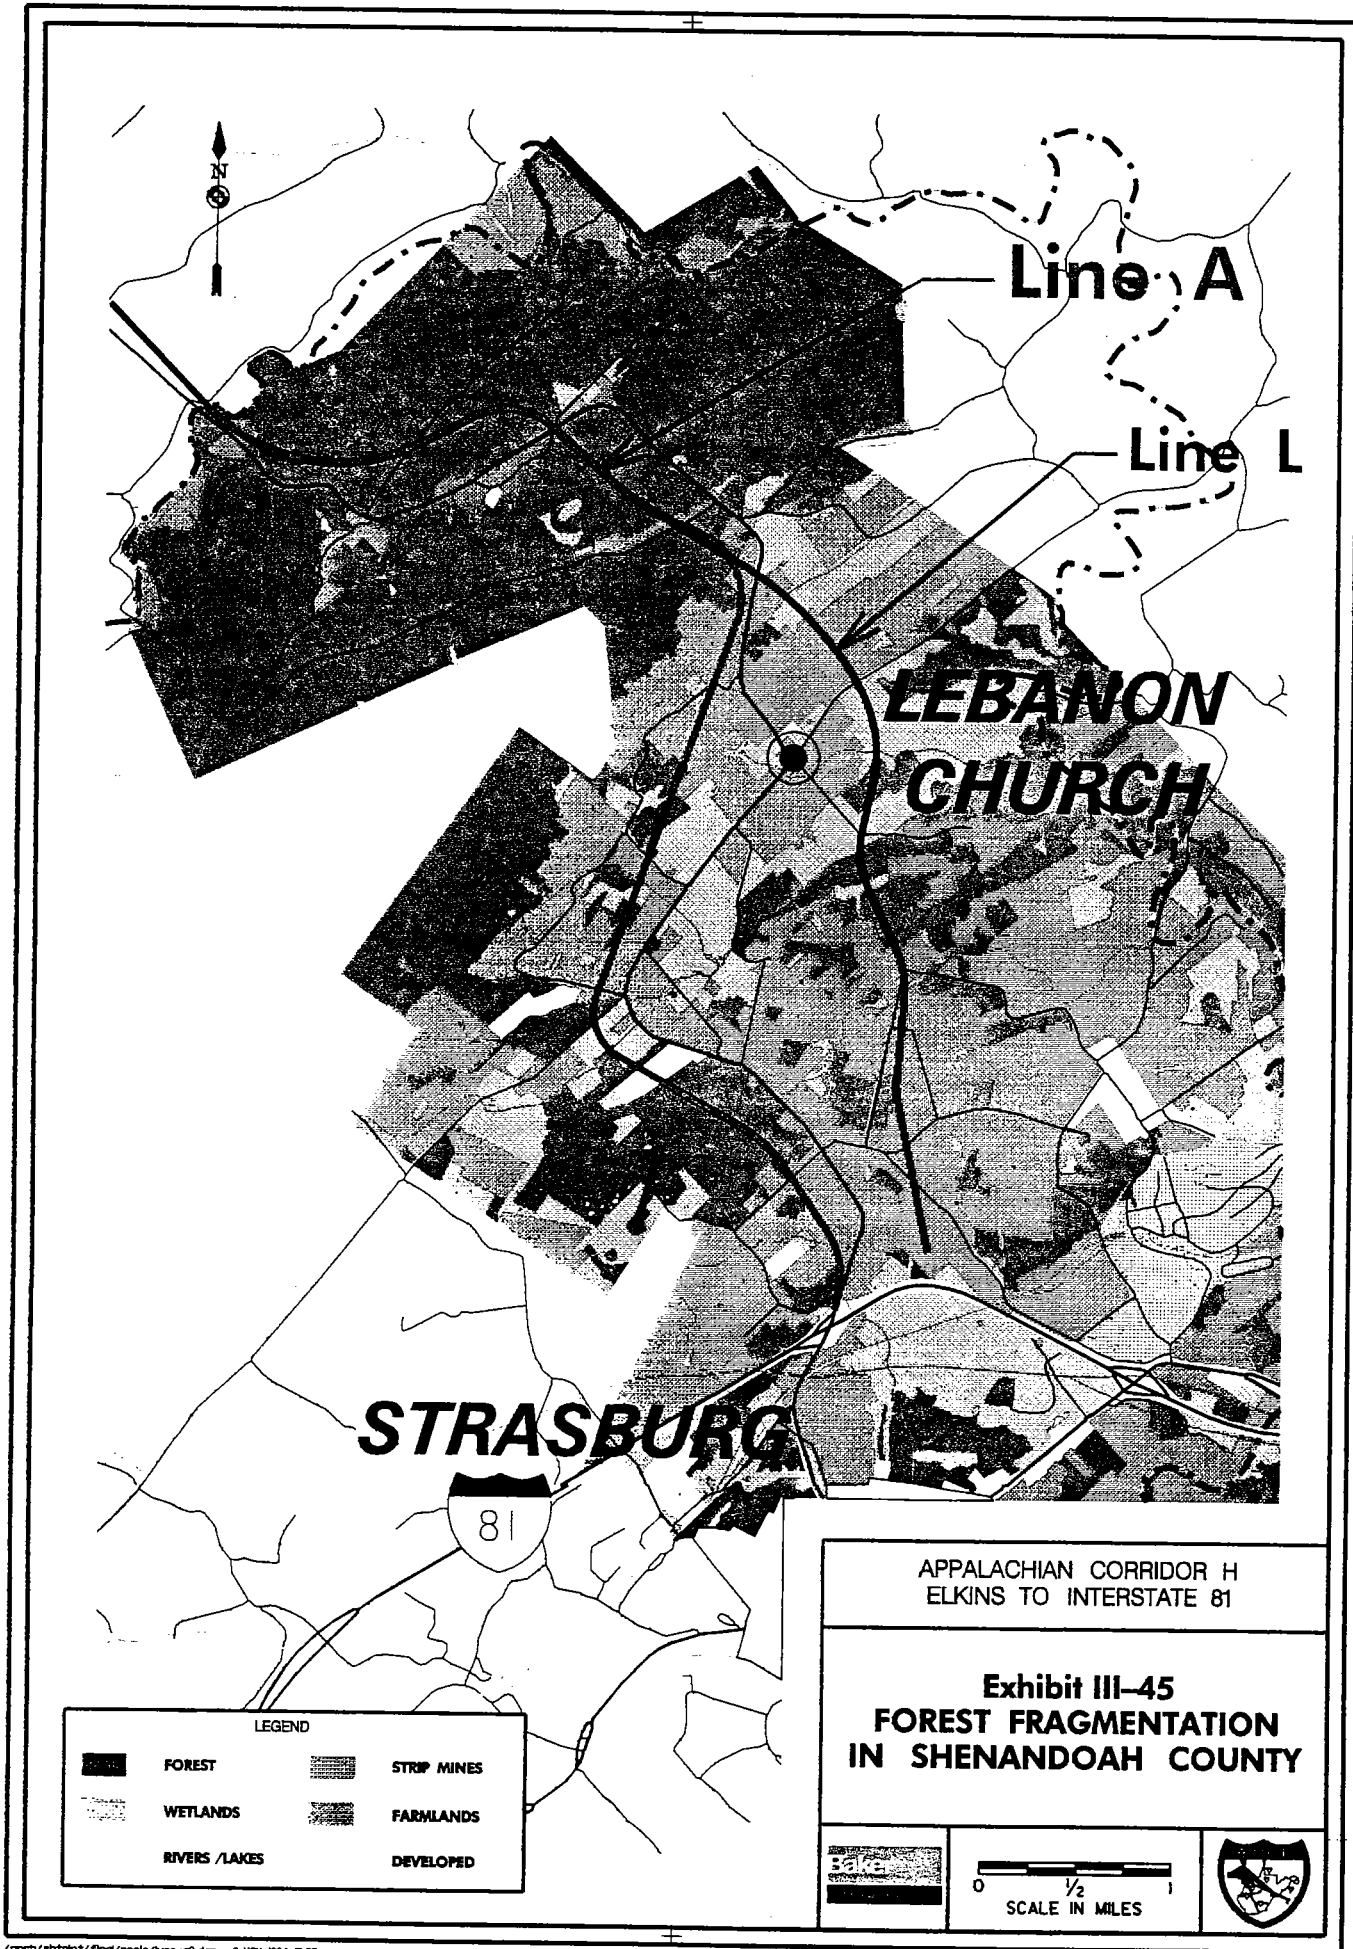 N
Line A
Line L
LEBANON
CHURCH
STRASBURG
81
APPALACHIAN CORRIDOR H
ELKINS TO INTERSTATE 81
Exhibit III-45
FOREST FRAGMENTATION
IN SHENANDOAH COUNTY
LEGEND
FOREST
STRIP MINES
WETLANDS
FARMLANDS
RIVERS /LAKES
DEVELOPED
Baker
0 1/2 1
SCALE IN MILES